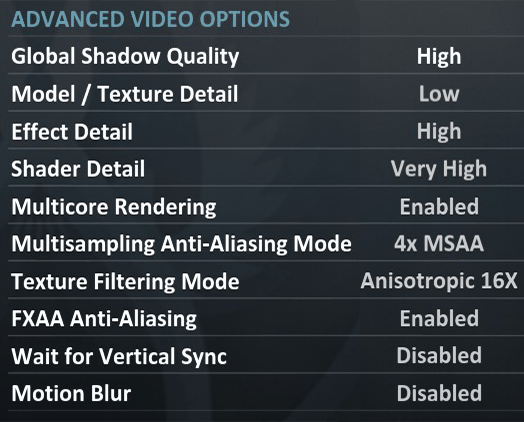 ADVANCED VIDEO OPTIONS
Global Shadow Quality High
Model / Texture Detail Low
Effect Detail High
Shader Detail Very High
Multicore Rendering Enabled
Multisampling Anti-Aliasing Mode 4x MSAA
Texture Filtering Mode Anisotropic 16X
FXAA Anti-Aliasing Enabled
Wait for Vertical Sync Disabled
Motion Blur Disabled